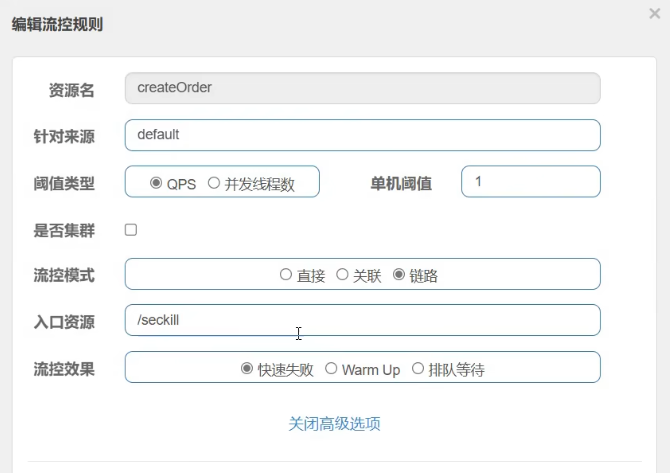 编辑流控规则
×
资源名 createOrder
针对来源 default
阈值类型 QPS 并发线程数 单机阈值 1
是否集群
流控模式 直接 关联 链路
入口资源 /seckill
流控效果 快速失败 Warm Up 排队等待
关闭高级选项